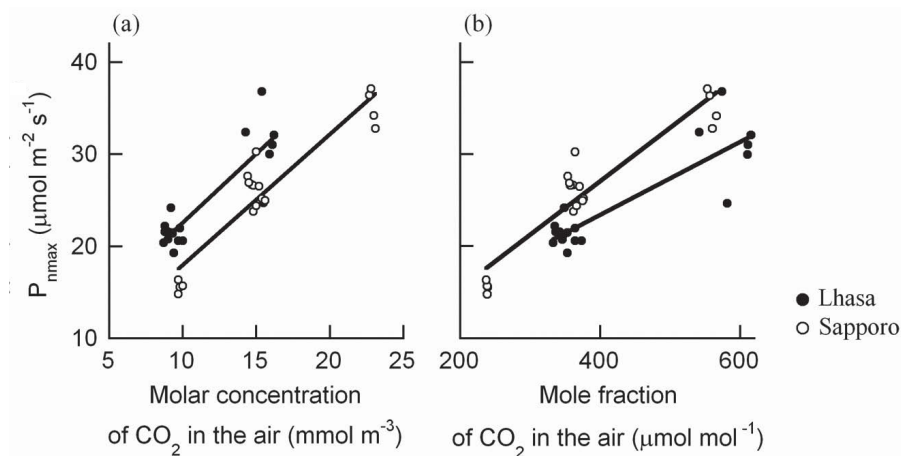 (a)
(b)
40
30
20
10
P_nmax (μmol m⁻² s⁻¹)
5 10 15 20 25
200 400 600
Molar concentration
of CO₂ in the air (mmol m⁻³)
Mole fraction
of CO₂ in the air (μmol mol⁻¹)
Lhasa
Sapporo